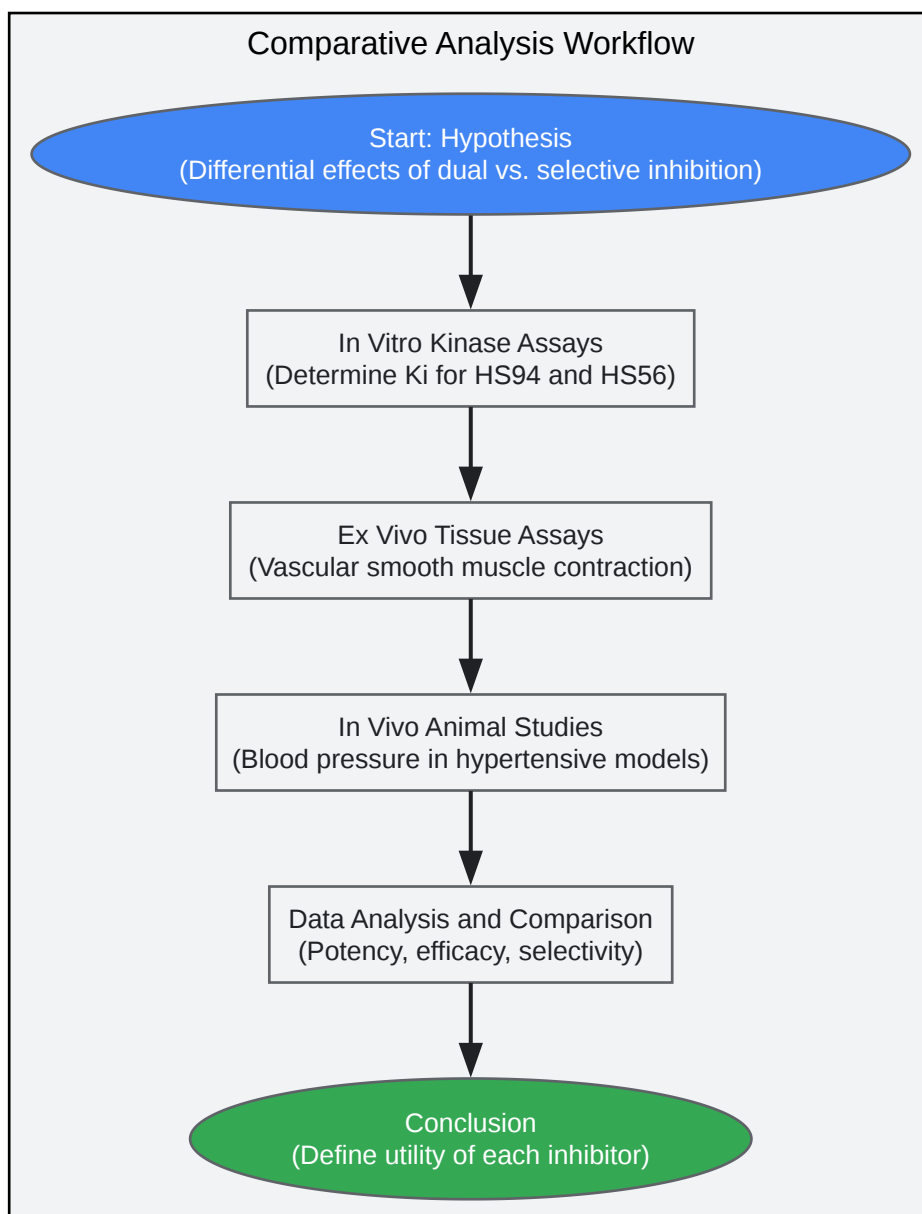 Comparative Analysis Workflow
Start: Hypothesis
(Differential effects of dual vs. selective inhibition)
In Vitro Kinase Assays
(Determine Ki for HS94 and HS56)
Ex Vivo Tissue Assays
(Vascular smooth muscle contraction)
In Vivo Animal Studies
(Blood pressure in hypertensive models)
Data Analysis and Comparison
(Potency, efficacy, selectivity)
Conclusion
(Define utility of each inhibitor)